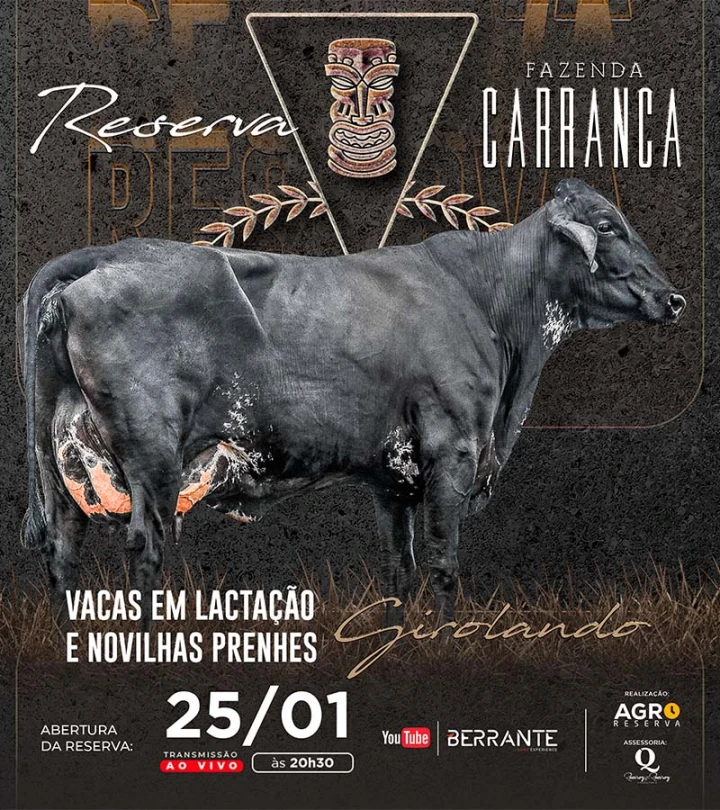 Reserva
FAZENDA
CARRANCA
VACAS EM LACTAÇÃO
E NOVILHAS PRENHES
Girolando
ABERTURA
DA RESERVA:
25/01
TRANSMISSÃO
AO VIVO
às 20h30
YouTube
BERRANTE
EXPERIENCE
REALIZAÇÃO:
AGRO
RESERVA
ASSESSORIA:
Q